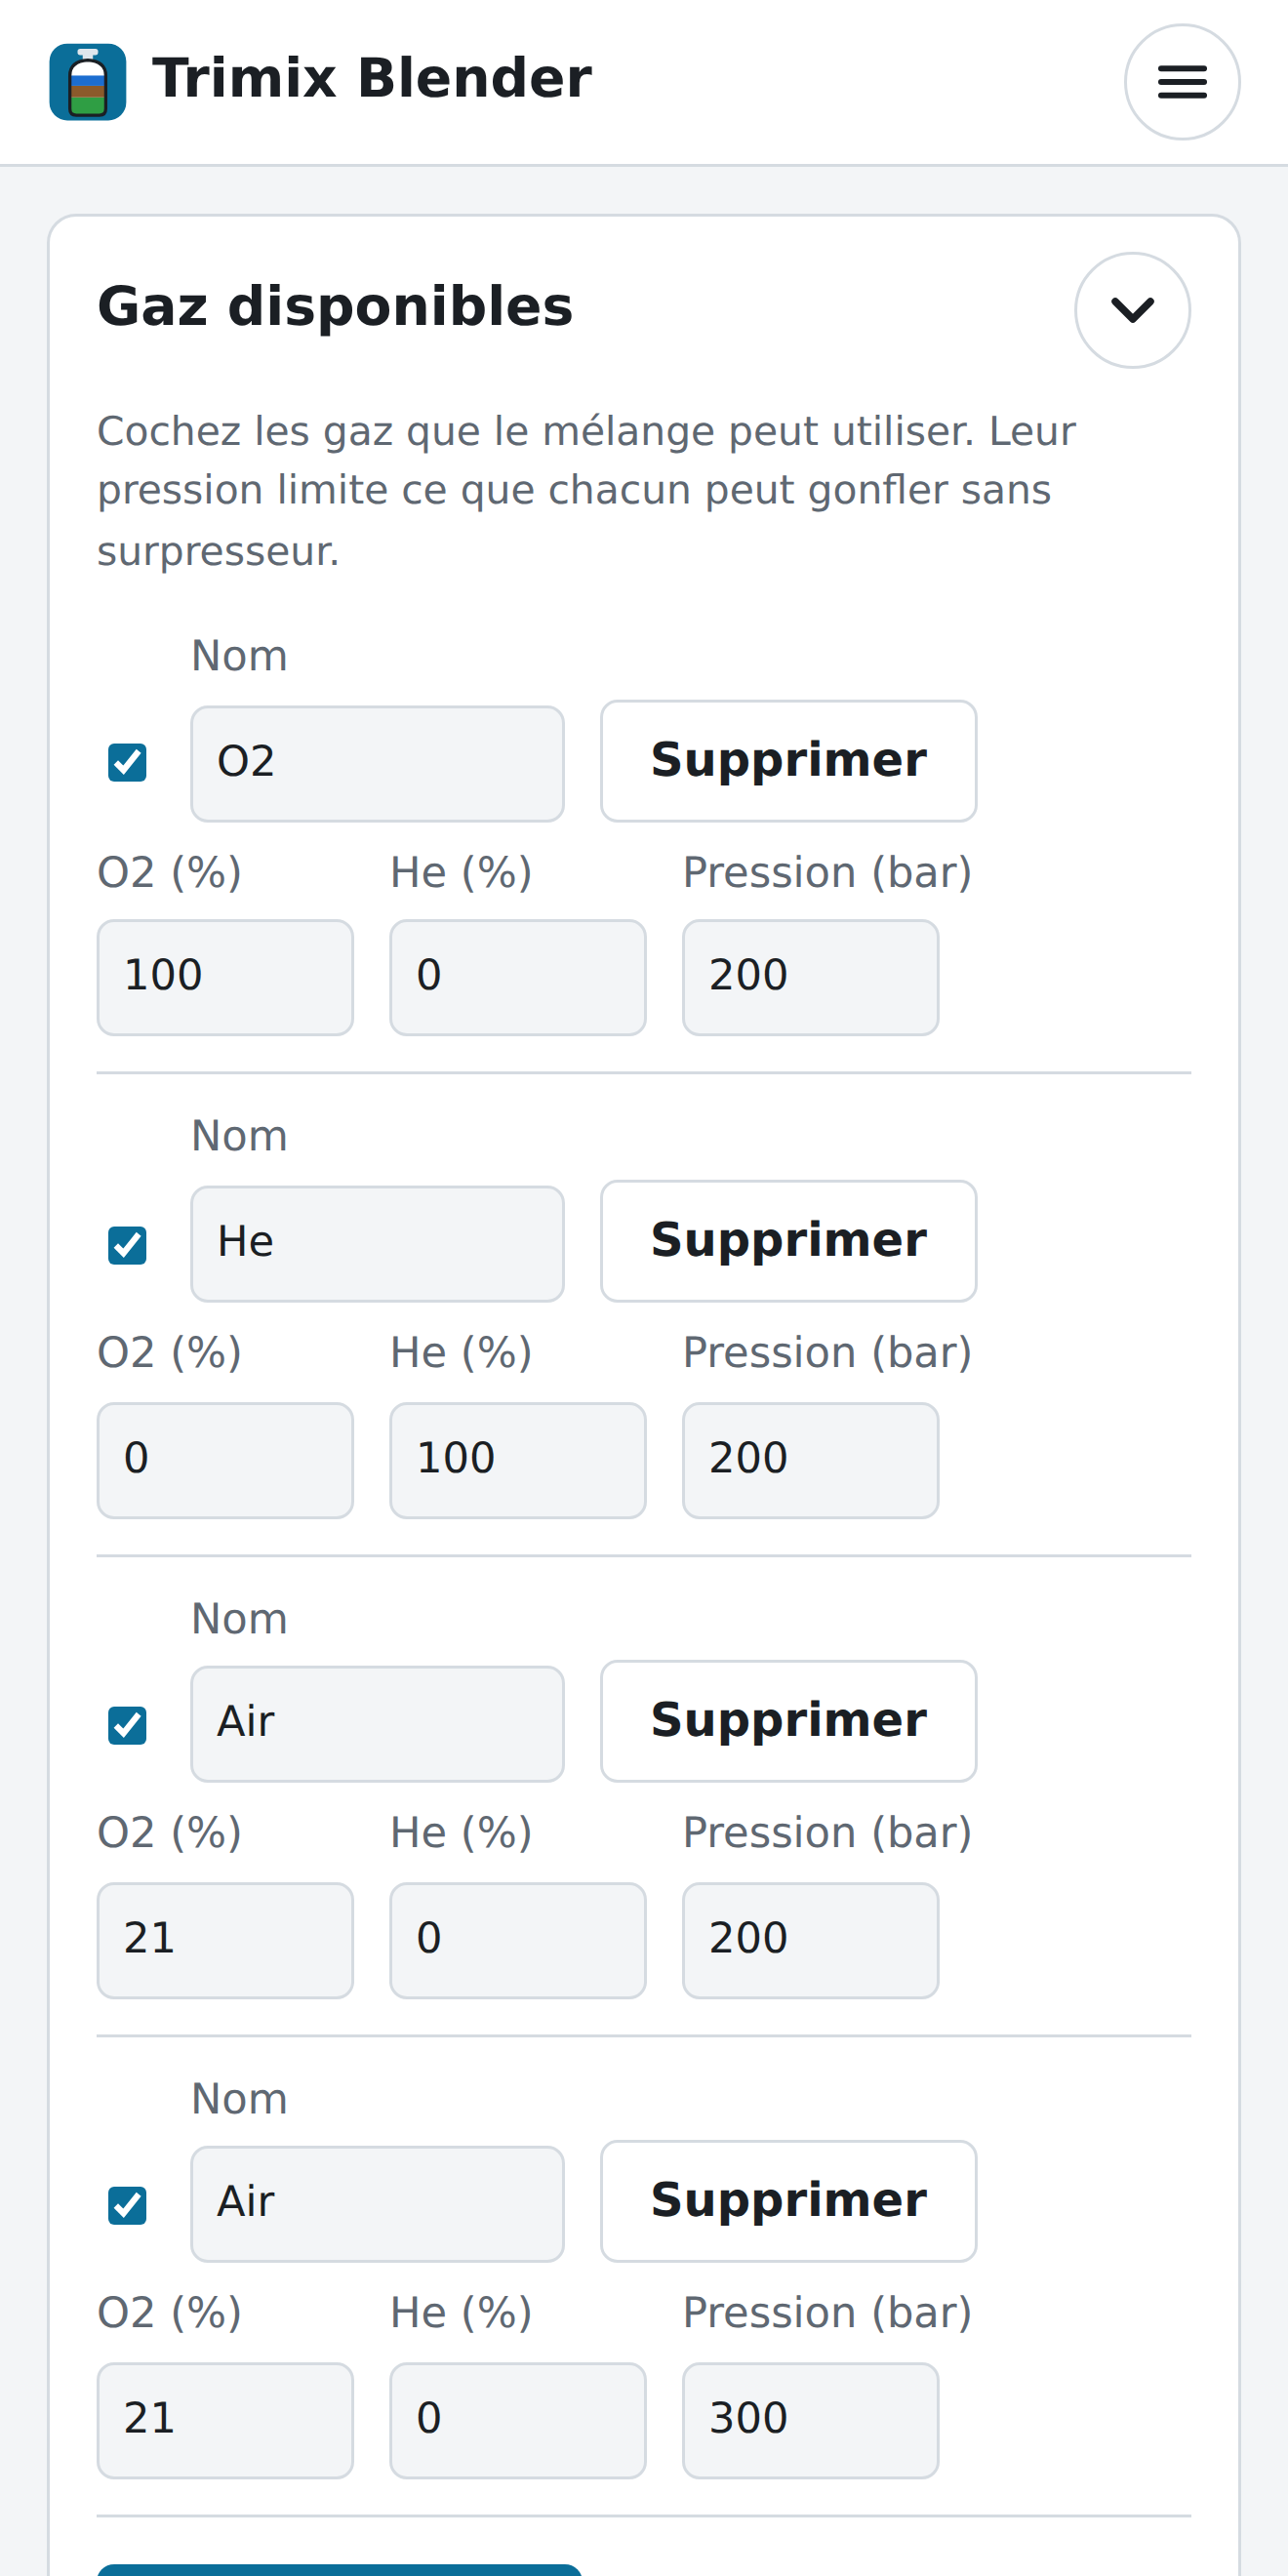 Trimix Blender
Gaz disponibles
Cochez les gaz que le mélange peut utiliser. Leur
pression limite ce que chacun peut gonfler sans
surpresseur.
Nom
O2
Supprimer
O2 (%) He (%) Pression (bar)
100 0 200
Nom
He
Supprimer
O2 (%) He (%) Pression (bar)
0 100 200
Nom
Air
Supprimer
O2 (%) He (%) Pression (bar)
21 0 200
Nom
Air
Supprimer
O2 (%) He (%) Pression (bar)
21 0 300